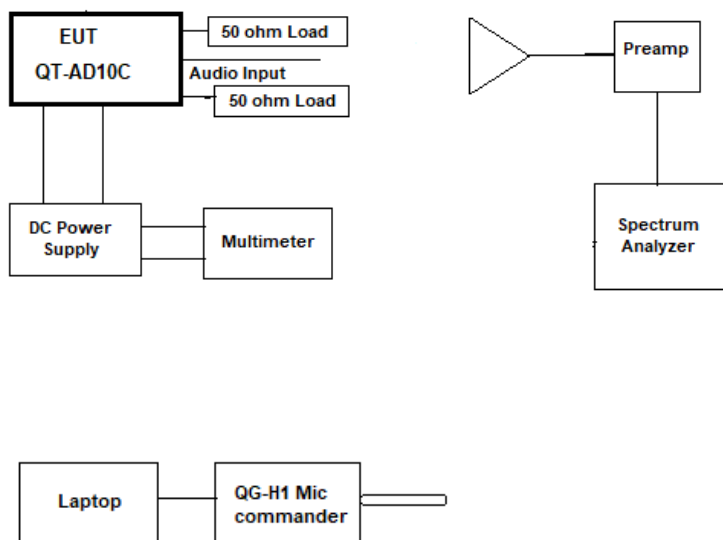 EUT
QT-AD10C
50 ohm Load
Audio Input
50 ohm Load
Preamp
DC Power
Supply
Multimeter
Spectrum
Analyzer
Laptop
QG-H1 Mic
commander